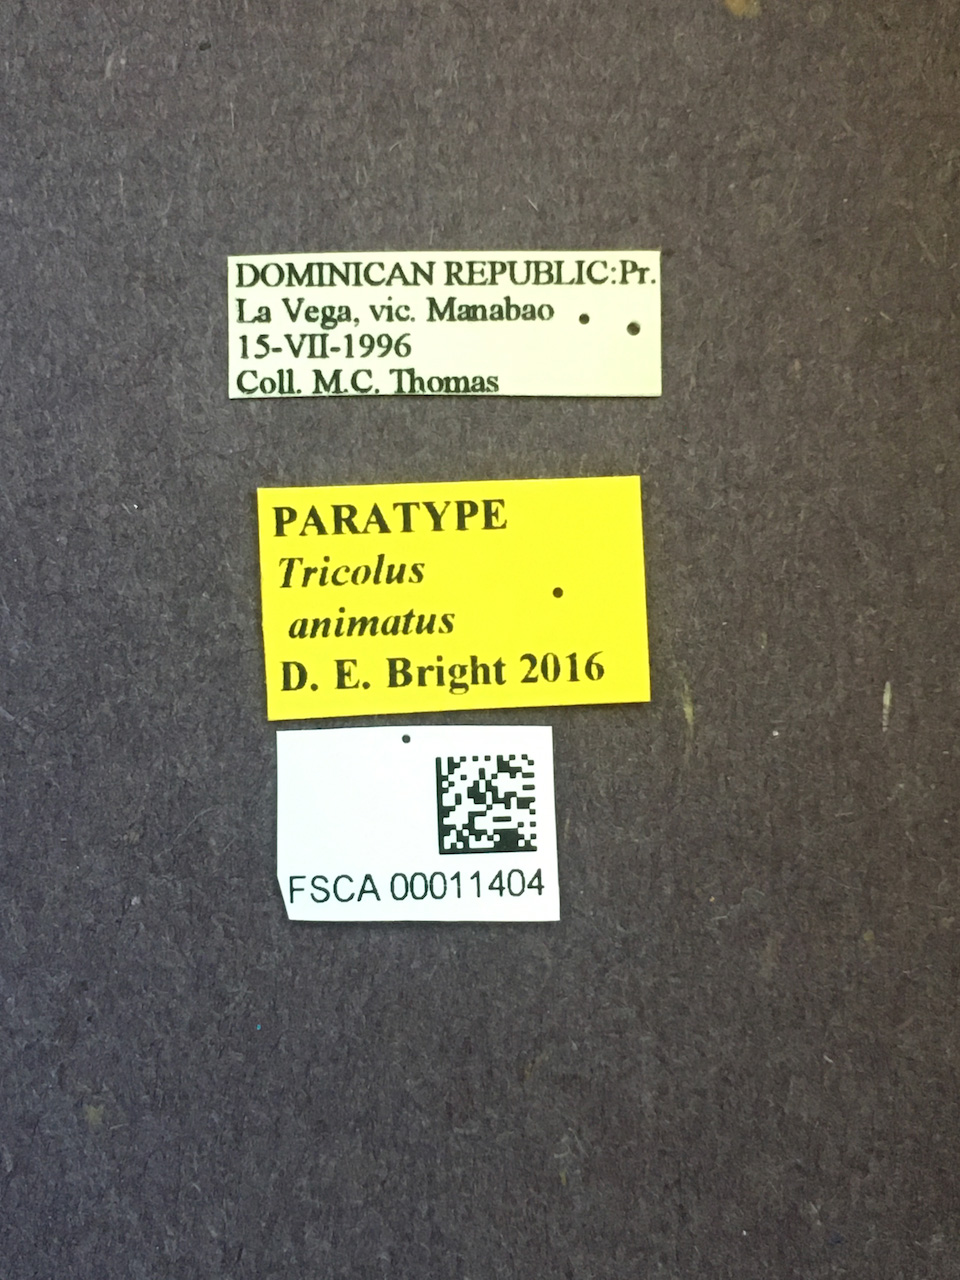 DOMINICAN REPUBLIC:Pr.
La Vega, vic. Manabao
15-VII-1996
Coll. M.C. Thomas
PARATYPE
Tricolus
animatus
D. E. Bright 2016
FSCA 00011404